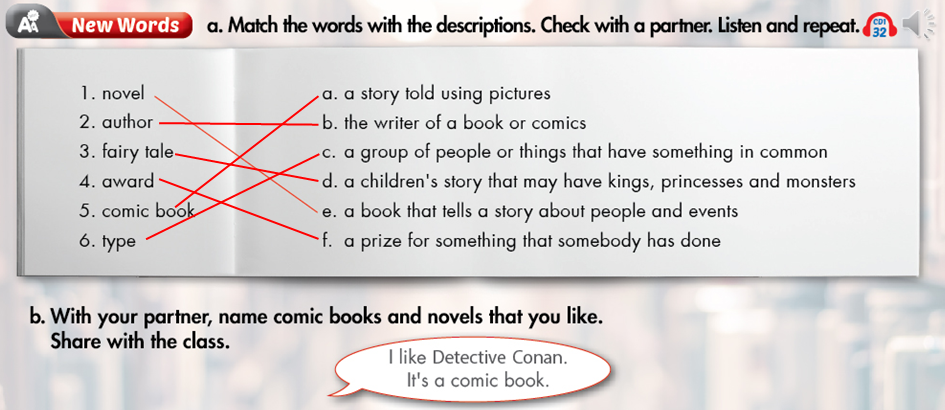 New Words a. Match the words with the descriptions. Check with a partner. Listen and repeat. CD1 32
1. novel a. a story told using pictures
2. author b. the writer of a book or comics
3. fairy tale c. a group of people or things that have something in common
4. award d. a children's story that may have kings, princesses and monsters
5. comic book e. a book that tells a story about people and events
6. type f. a prize for something that somebody has done
b. With your partner, name comic books and novels that you like.
Share with the class.
I like Detective Conan.
It's a comic book.